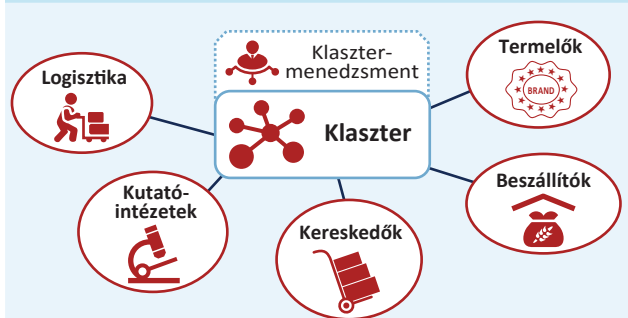 Klaszter-
menedzsment
Klaszter
Logisztika
Kutató-
intézetek
Kereskedők
Beszállítók
Termelők
BRAND